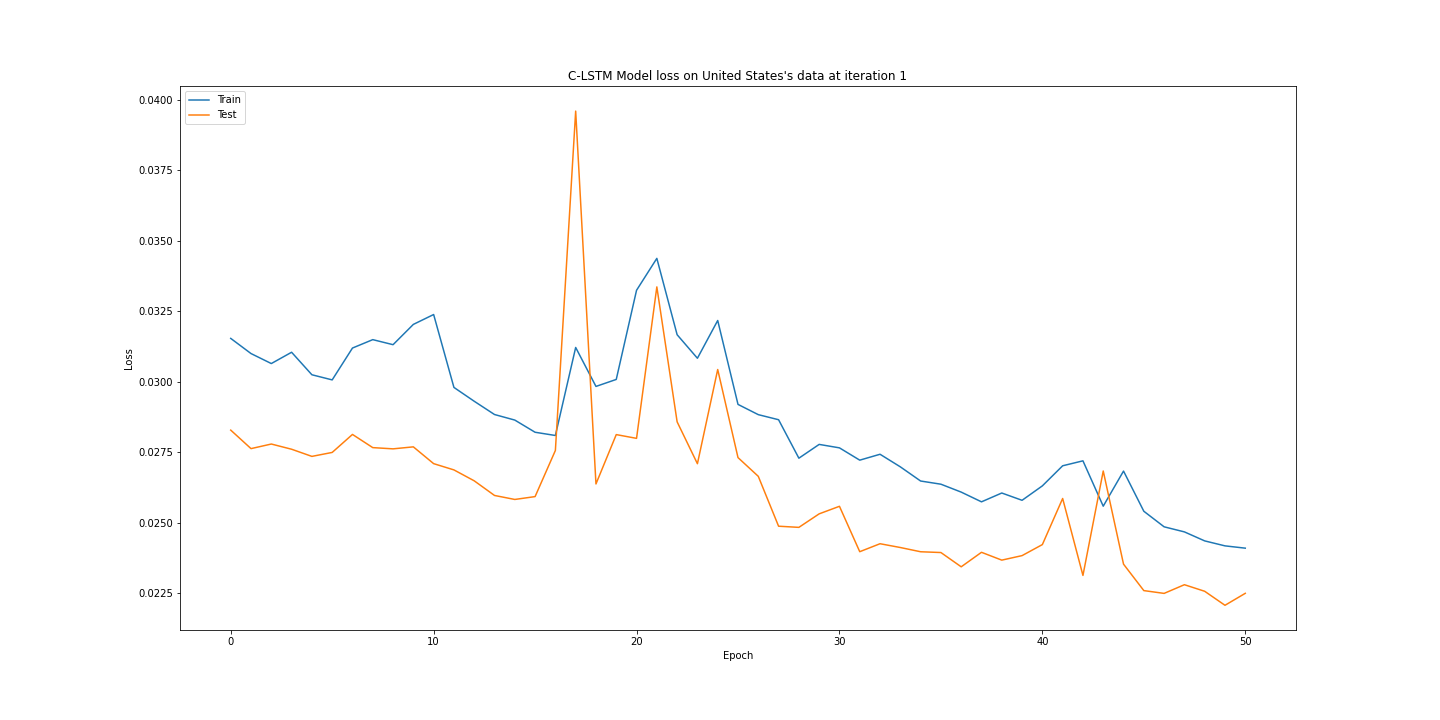 C-LSTM Model loss on United States's data at iteration 1
Train
Test
0.0400
0.0375
0.0350
0.0325
0.0300
0.0275
0.0250
0.0225
Loss
0 10 20 30 40 50
Epoch